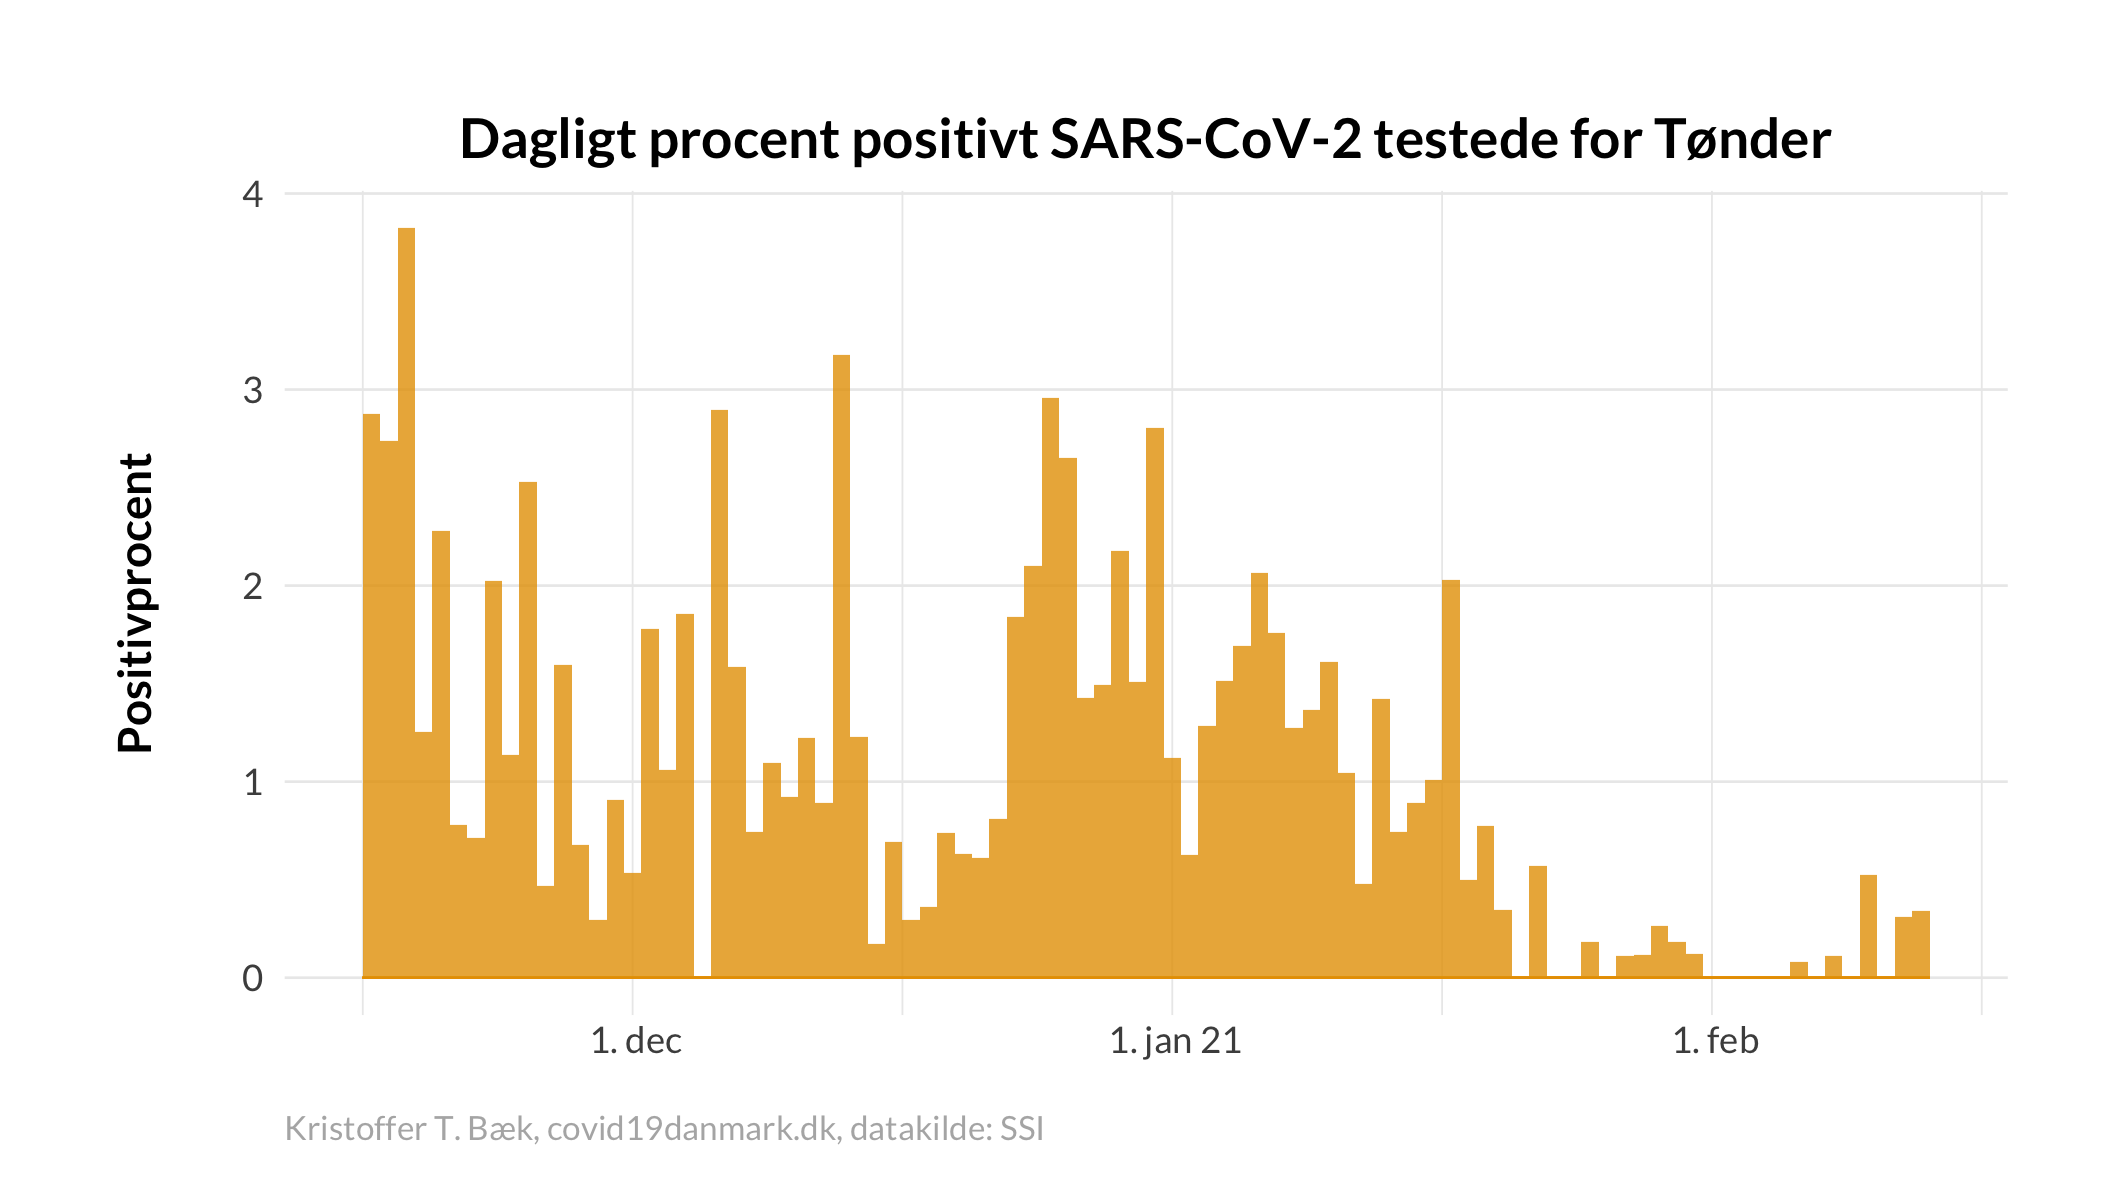 Dagligt procent positivt SARS-CoV-2 testede for Tønder
Positivprocent
4
3
2
1
0
1. dec
1. jan 21
1. feb
Kristoffer T. Bæk, covid19danmark.dk, datakilde: SSI